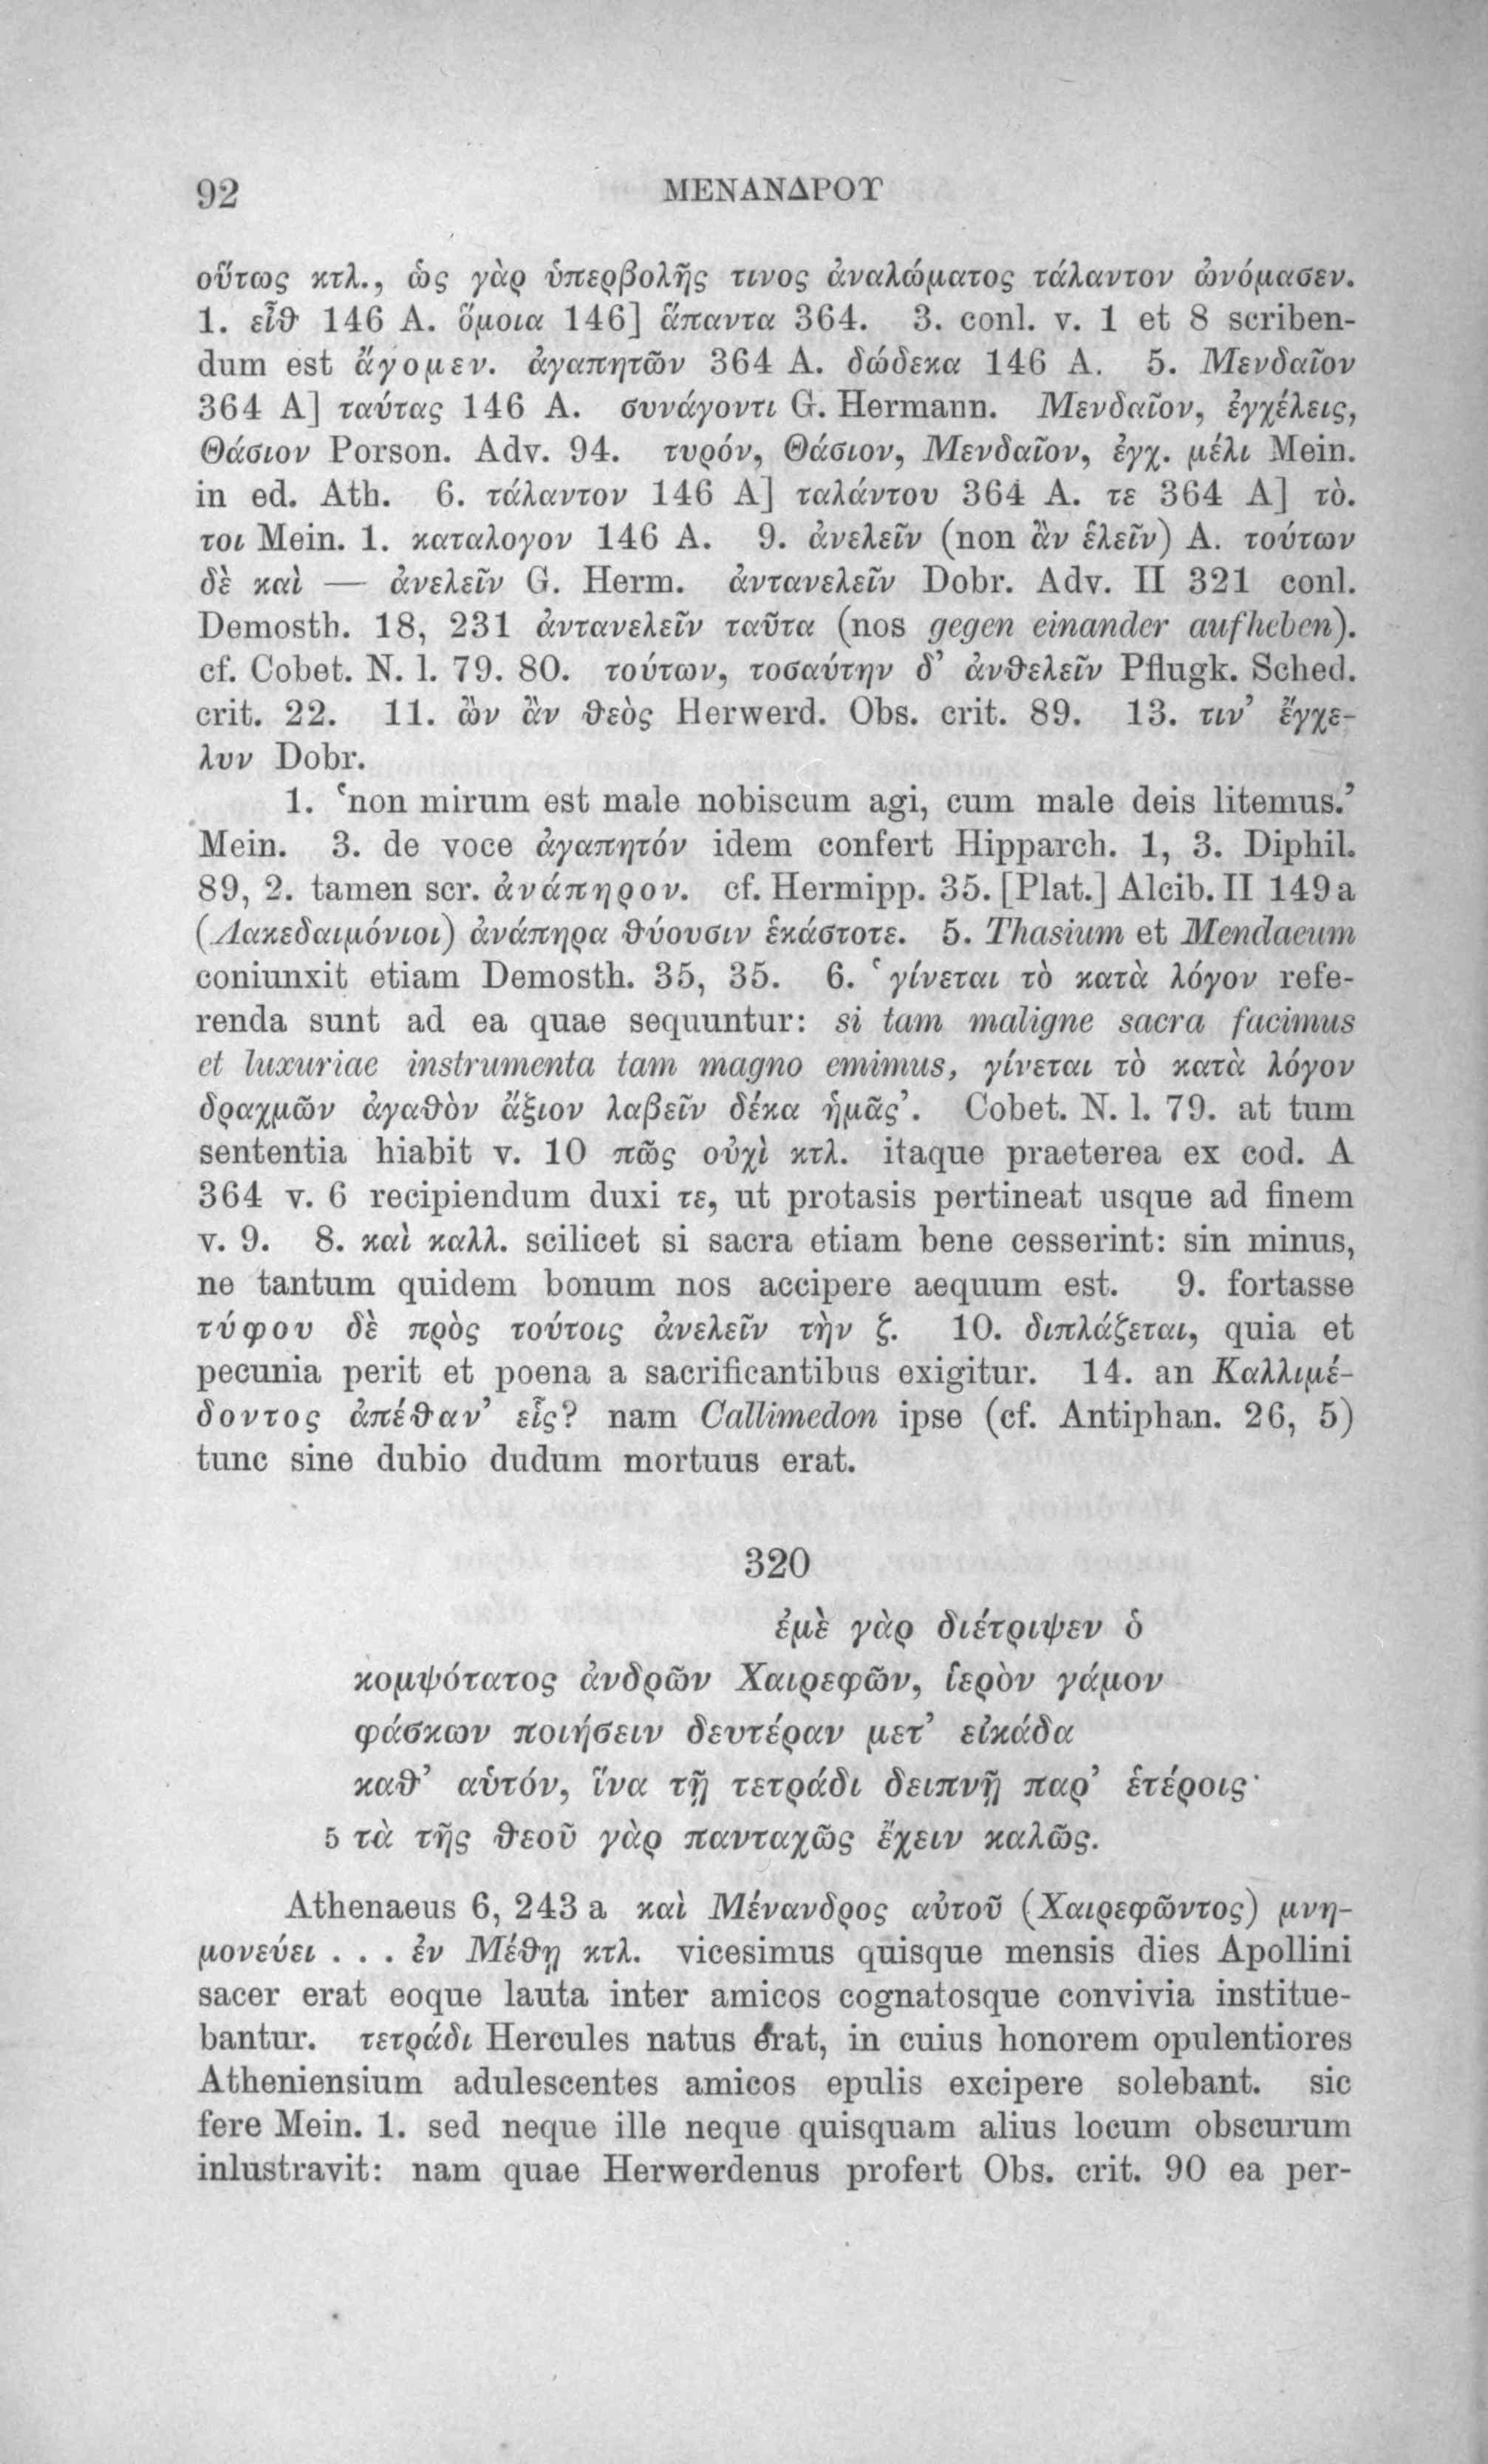 92 ΜΕΝΑΝΔΡΟΥ
οὕτως κτλ., ὡς γὰρ ὑπερβολῆς τινος ἀναλώματος τάλαντον ὠνόμασεν.
1. εἶθ 146 A. ὅμοια 146] ἅπαντα 364. 3. conl. v. 1 et 8 scriben-
dum est ἄγομεν. ἀγαπητῶν 364 A. δώδεκα 146 A. 5. Μενδαῖον
364 A] ταύτας 146 A. συνάγοντι G. Hermann. Μενδαῖον, ἐγχέλεις,
Θάσιον Porson. Adv. 94. τυρόν, Θάσιον, Μενδαῖον, ἐγχ. μέλι Mein.
in ed. Ath. 6. τάλαντον 146 A] ταλάντου 364 A. τε 364 A] τὸ.
τοι Mein. 1. καταλογον 146 A. 9. ἀνελεῖν (non ἂν ἑλεῖν) A. τούτων
δὲ καὶ — ἀνελεῖν G. Herm. ἀντανελεῖν Dobr. Adv. II 321 conl.
Demosth. 18, 231 ἀντανελεῖν ταῦτα (nos gegen einander aufheben).
cf. Cobet. N. l. 79. 80. τούτων, τοσαύτην δ’ ἀνθελεῖν Pflugk. Sched.
crit. 22. 11. ὧν ἂν θεὸς Herwerd. Obs. crit. 89. 13. τιν’ ἔγχε-
λυν Dobr.
1. ‘non mirum est male nobiscum agi, cum male deis litemus.’
Mein. 3. de voce ἀγαπητόν idem confert Hipparch. 1, 3. Diphil.
89, 2. tamen scr. ἀνάπηρον. cf. Hermipp. 35. [Plat.] Alcib. II 149 a
(Λακεδαιμόνιοι) ἀνάπηρα θύουσιν ἑκάστοτε. 5. Thasium et Mendaeum
coniunxit etiam Demosth. 35, 35. 6. ‘γίνεται τὸ κατὰ λόγον refe-
renda sunt ad ea quae sequuntur: si tam maligne sacra facimus
et luxuriae instrumenta tam magno emimus, γίνεται τὸ κατὰ λόγον
δραχμῶν ἀγαθὸν ἄξιον λαβεῖν δέκα ἡμᾶς’. Cobet. N. l. 79. at tum
sententia hiabit v. 10 πῶς οὐχὶ κτλ. itaque praeterea ex cod. A
364 v. 6 recipiendum duxi τε, ut protasis pertineat usque ad finem
v. 9. 8. καὶ καλλ. scilicet si sacra etiam bene cesserint: sin minus,
ne tantum quidem bonum nos accipere aequum est. 9. fortasse
τύφου δὲ πρὸς τούτοις ἀνελεῖν τὴν ζ. 10. διπλάζεται, quia et
pecunia perit et poena a sacrificantibus exigitur. 14. an Καλλιμέ-
δοντος ἀπέθαν’ εἷς? nam Callimedon ipse (cf. Antiphan. 26, 5)
tunc sine dubio dudum mortuus erat.
320
ἐμὲ γὰρ διέτριψεν ὁ
κομψότατος ἀνδρῶν Χαιρεφῶν, ἱερὸν γάμον
φάσκων ποιήσειν δευτέραν μετ’ εἰκάδα
καθ’ αὑτόν, ἵνα τῇ τετράδι δειπνῇ παρ’ ἑτέροις·
5 τὰ τῆς θεοῦ γὰρ πανταχῶς ἔχειν καλῶς.
Athenaeus 6, 243 a καὶ Μένανδρος αὐτοῦ (Χαιρεφῶντος) μνη-
μονεύει . . . ἐν Μέθῃ κτλ. vicesimus quisque mensis dies Apollini
sacer erat eoque lauta inter amicos cognatosque convivia institue-
bantur. τετράδι Hercules natus erat, in cuius honorem opulentiores
Atheniensium adulescentes amicos epulis excipere solebant. sic
fere Mein. 1. sed neque ille neque quisquam alius locum obscurum
inlustravit: nam quae Herwerdenus profert Obs. crit. 90 ea per-